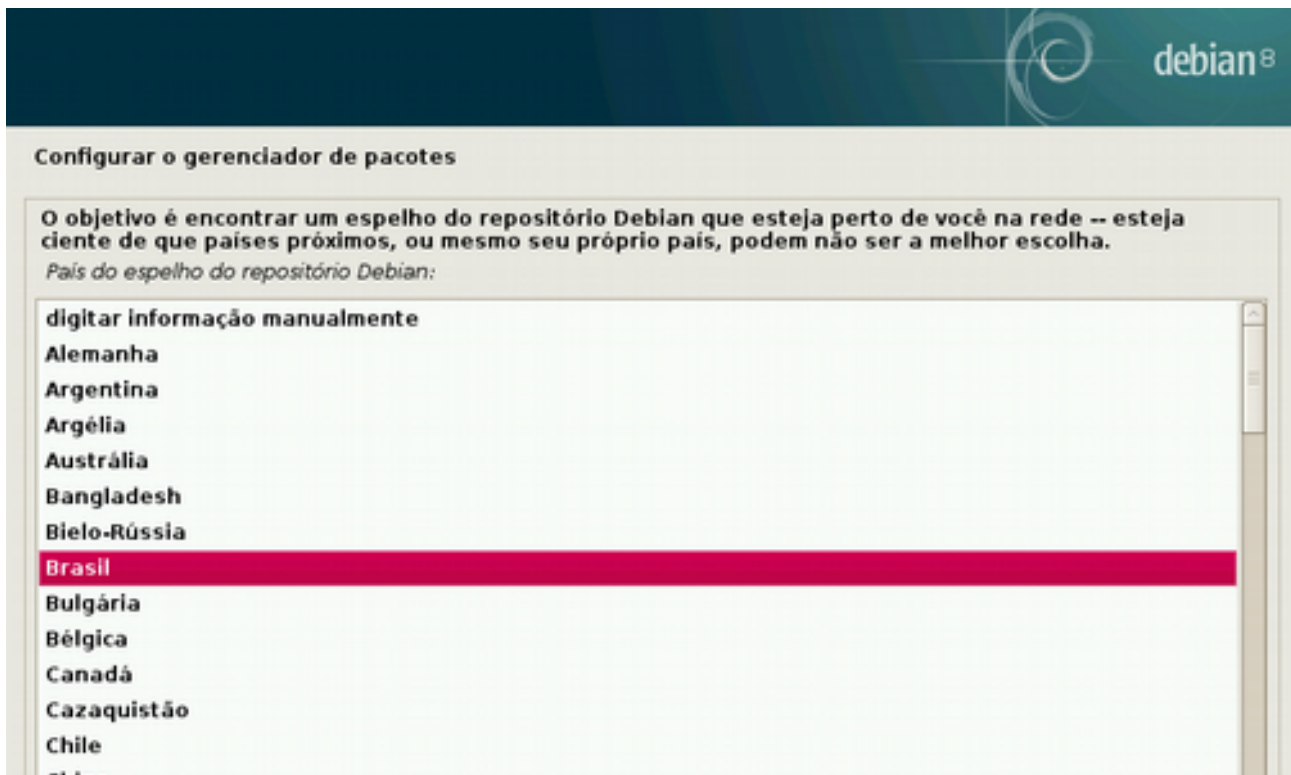 debian 8
Configurar o gerenciador de pacotes
O objetivo é encontrar um espelho do repositório Debian que esteja perto de você na rede -- esteja
ciente de que países próximos, ou mesmo seu próprio país, podem não ser a melhor escolha.
País do espelho do repositório Debian:
digitar informação manualmente
Alemanha
Argentina
Argélia
Austrália
Bangladesh
Bielo-Rússia
Brasil
Bulgária
Bélgica
Canadá
Cazaquistão
Chile